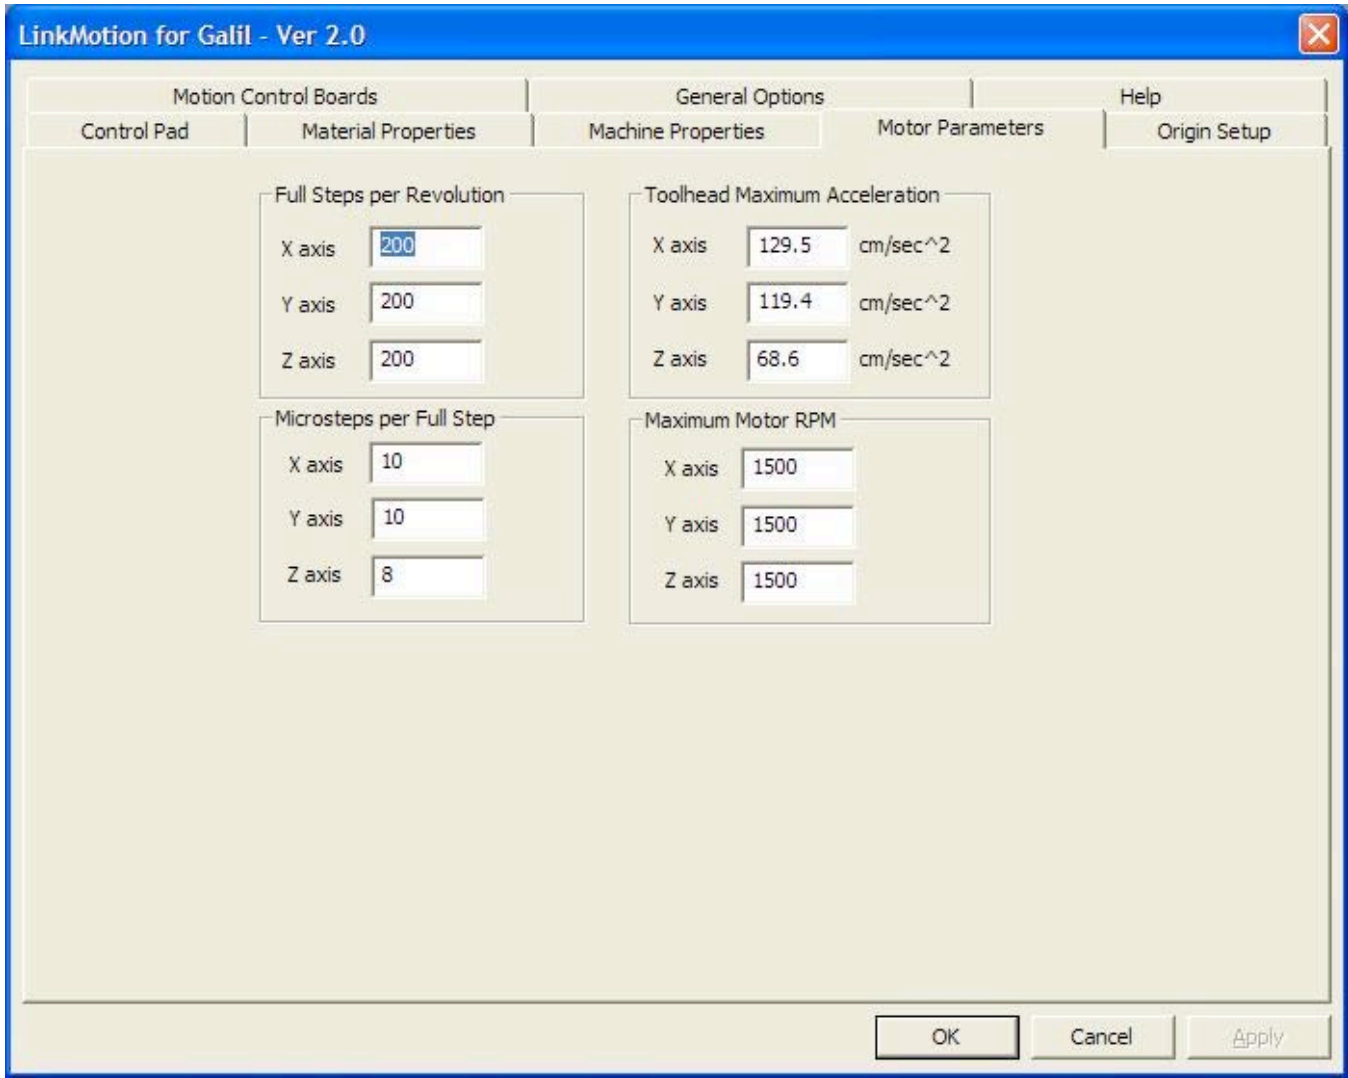 LinkMotion for Galil - Ver 2.0
Motion Control Boards General Options Help
Control Pad Material Properties Machine Properties Motor Parameters Origin Setup
Full Steps per Revolution
X axis 200
Y axis 200
Z axis 200
Toolhead Maximum Acceleration
X axis 129.5 cm/sec^2
Y axis 119.4 cm/sec^2
Z axis 68.6 cm/sec^2
Microsteps per Full Step
X axis 10
Y axis 10
Z axis 8
Maximum Motor RPM
X axis 1500
Y axis 1500
Z axis 1500
OK Cancel Apply